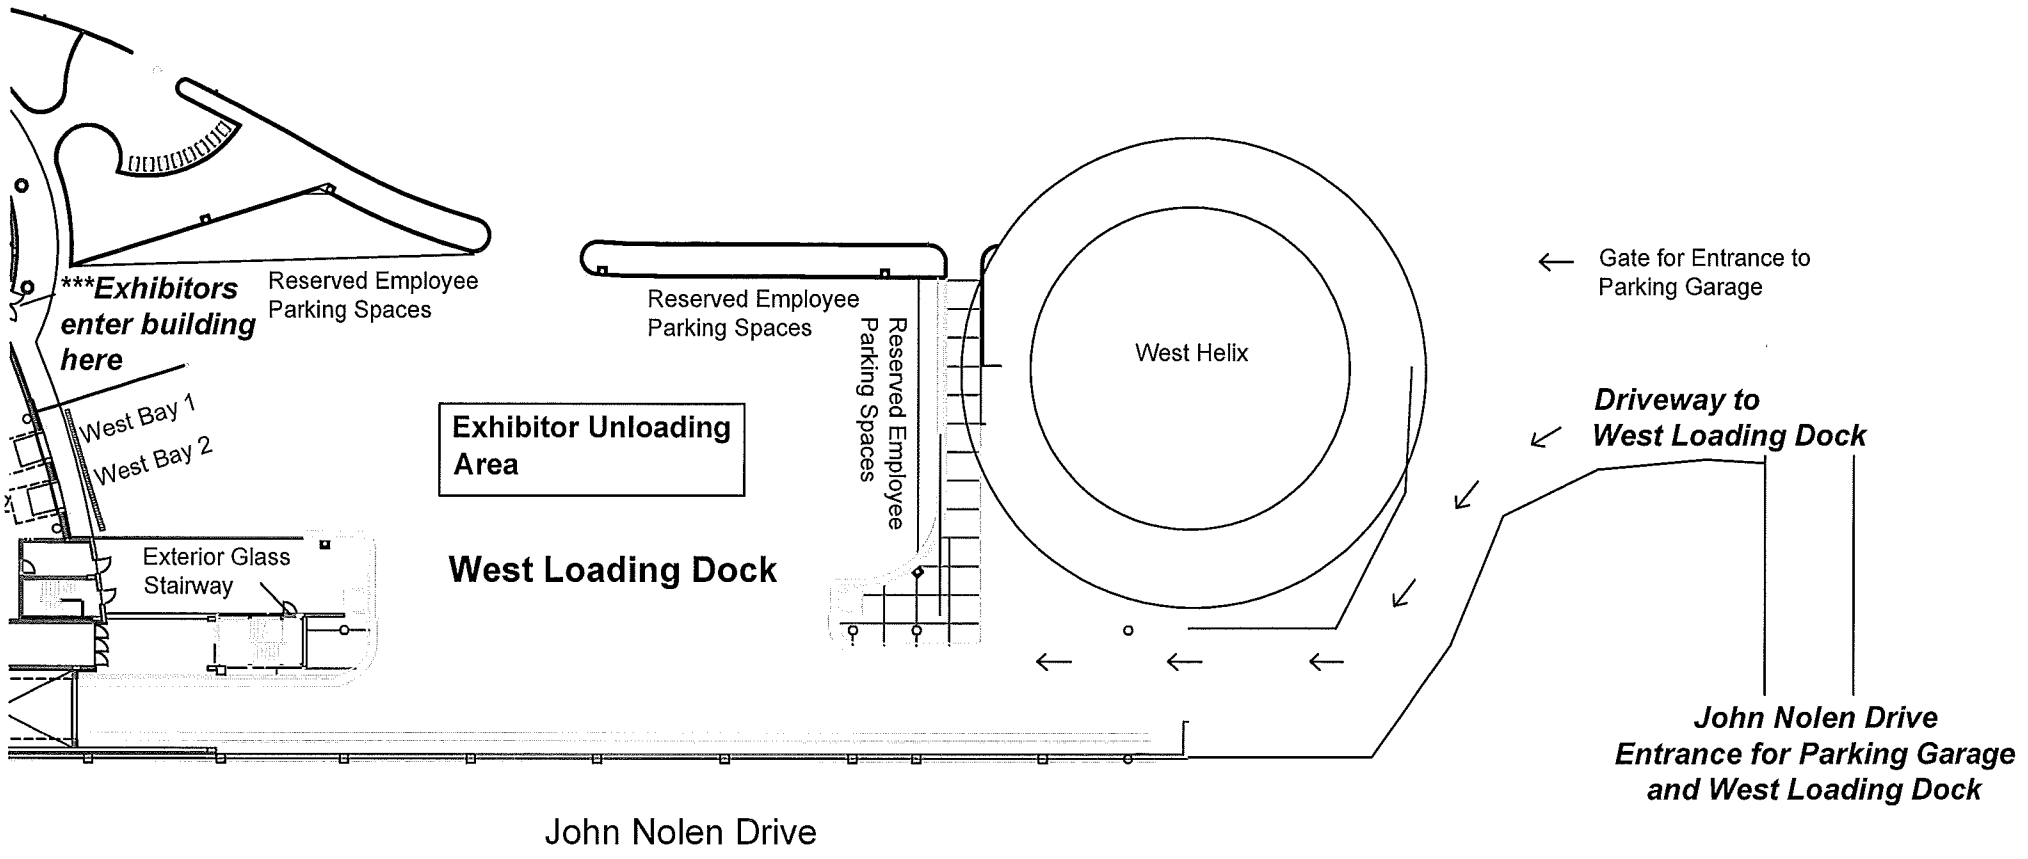 ***Exhibitors
enter building
here
Reserved Employee
Parking Spaces
Reserved Employee
Parking Spaces
Reserved Employee
Parking Spaces
West Helix
Gate for Entrance to
Parking Garage
Driveway to
West Loading Dock
West Bay 1
West Bay 2
Exhibitor Unloading
Area
West Loading Dock
Exterior Glass
Stairway
John Nolen Drive
Entrance for Parking Garage
and West Loading Dock
John Nolen Drive